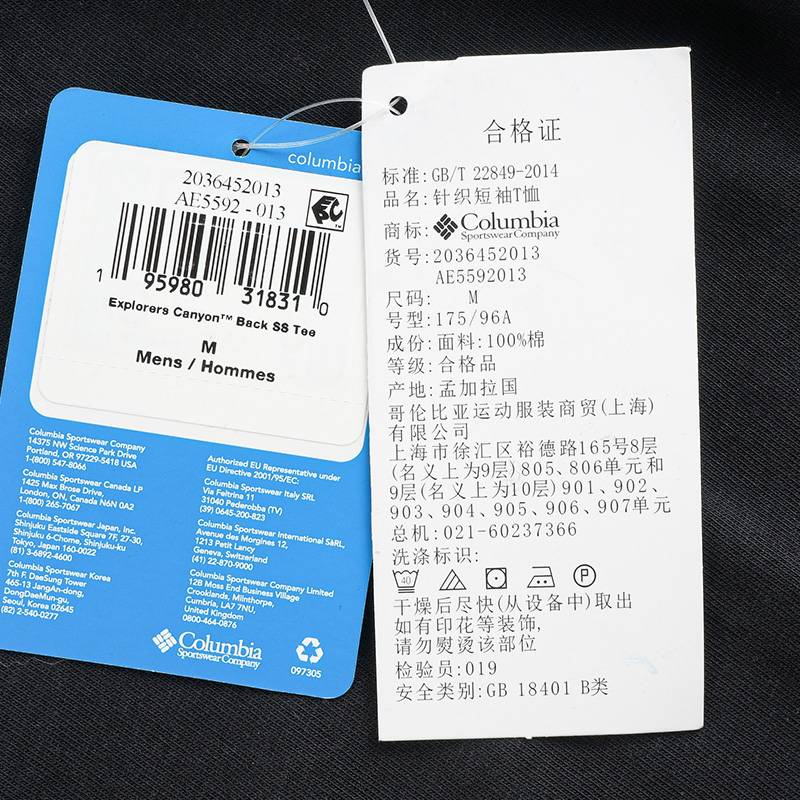 columbia
2036452013
AE5592 - 013
EPC™
1 95980 31831 0
Explorers Canyon™ Back SS Tee
M
Mens / Hommes
Columbia Sportswear Company
14375 NW Science Park Drive
Portland, OR 97229-5418 USA
1-(800) 547-8066
Columbia Sportswear Canada LP
1425 Max Brose Drive,
London, ON, Canada N6N 0A2
1-(800) 265-7067
Columbia Sportswear Japan, Inc.
Shinjuku Eastside Square 7F, 27-30,
Shinjuku 6-Chome, Shinjuku-ku
Tokyo, Japan 160-0022
(81) 3-6892-4600
Columbia Sportswear Korea
7th F. DaeSung Tower
465-13 JangAn-dong,
DongDaeMun-gu,
Seoul, Korea 02645
(82) 2-540-0277
Authorized EU Representative under
EU Directive 2001/95/EC:
Columbia Sportswear Italy SRL
Via Feltrina 11
31040 Pederobba (TV)
(39) 0645-200-823
Columbia Sportswear International SàRL,
Avenue des Morgines 12,
1213 Petit Lancy
Geneva, Switzerland
(41) 22-870-9000
Columbia Sportswear Company Limited
12B Moss End Business Village
Crooklands, Milnthorpe,
Cumbria, LA7 7NU,
United Kingdom
0800-464-0876
Columbia
Sportswear Company
097305
合格证
标准:GB/T 22849-2014
品名:针织短袖T恤
商标: Columbia
Sportswear Company
货号:2036452013
AE5592013
尺码: M
号型:175/96A
成份:面料:100%棉
等级:合格品
产地:孟加拉国
哥伦比亚运动服装商贸(上海)
有限公司
上海市徐汇区裕德路165号8层
(名义上为9层)805、806单元和
9层(名义上为10层)901、902、
903、904、905、906、907单元
总机:021-60237366
洗涤标识:
40 P
干燥后尽快(从设备中)取出
如有印花等装饰,
请勿熨烫该部位
检验员:019
安全类别:GB 18401 B类